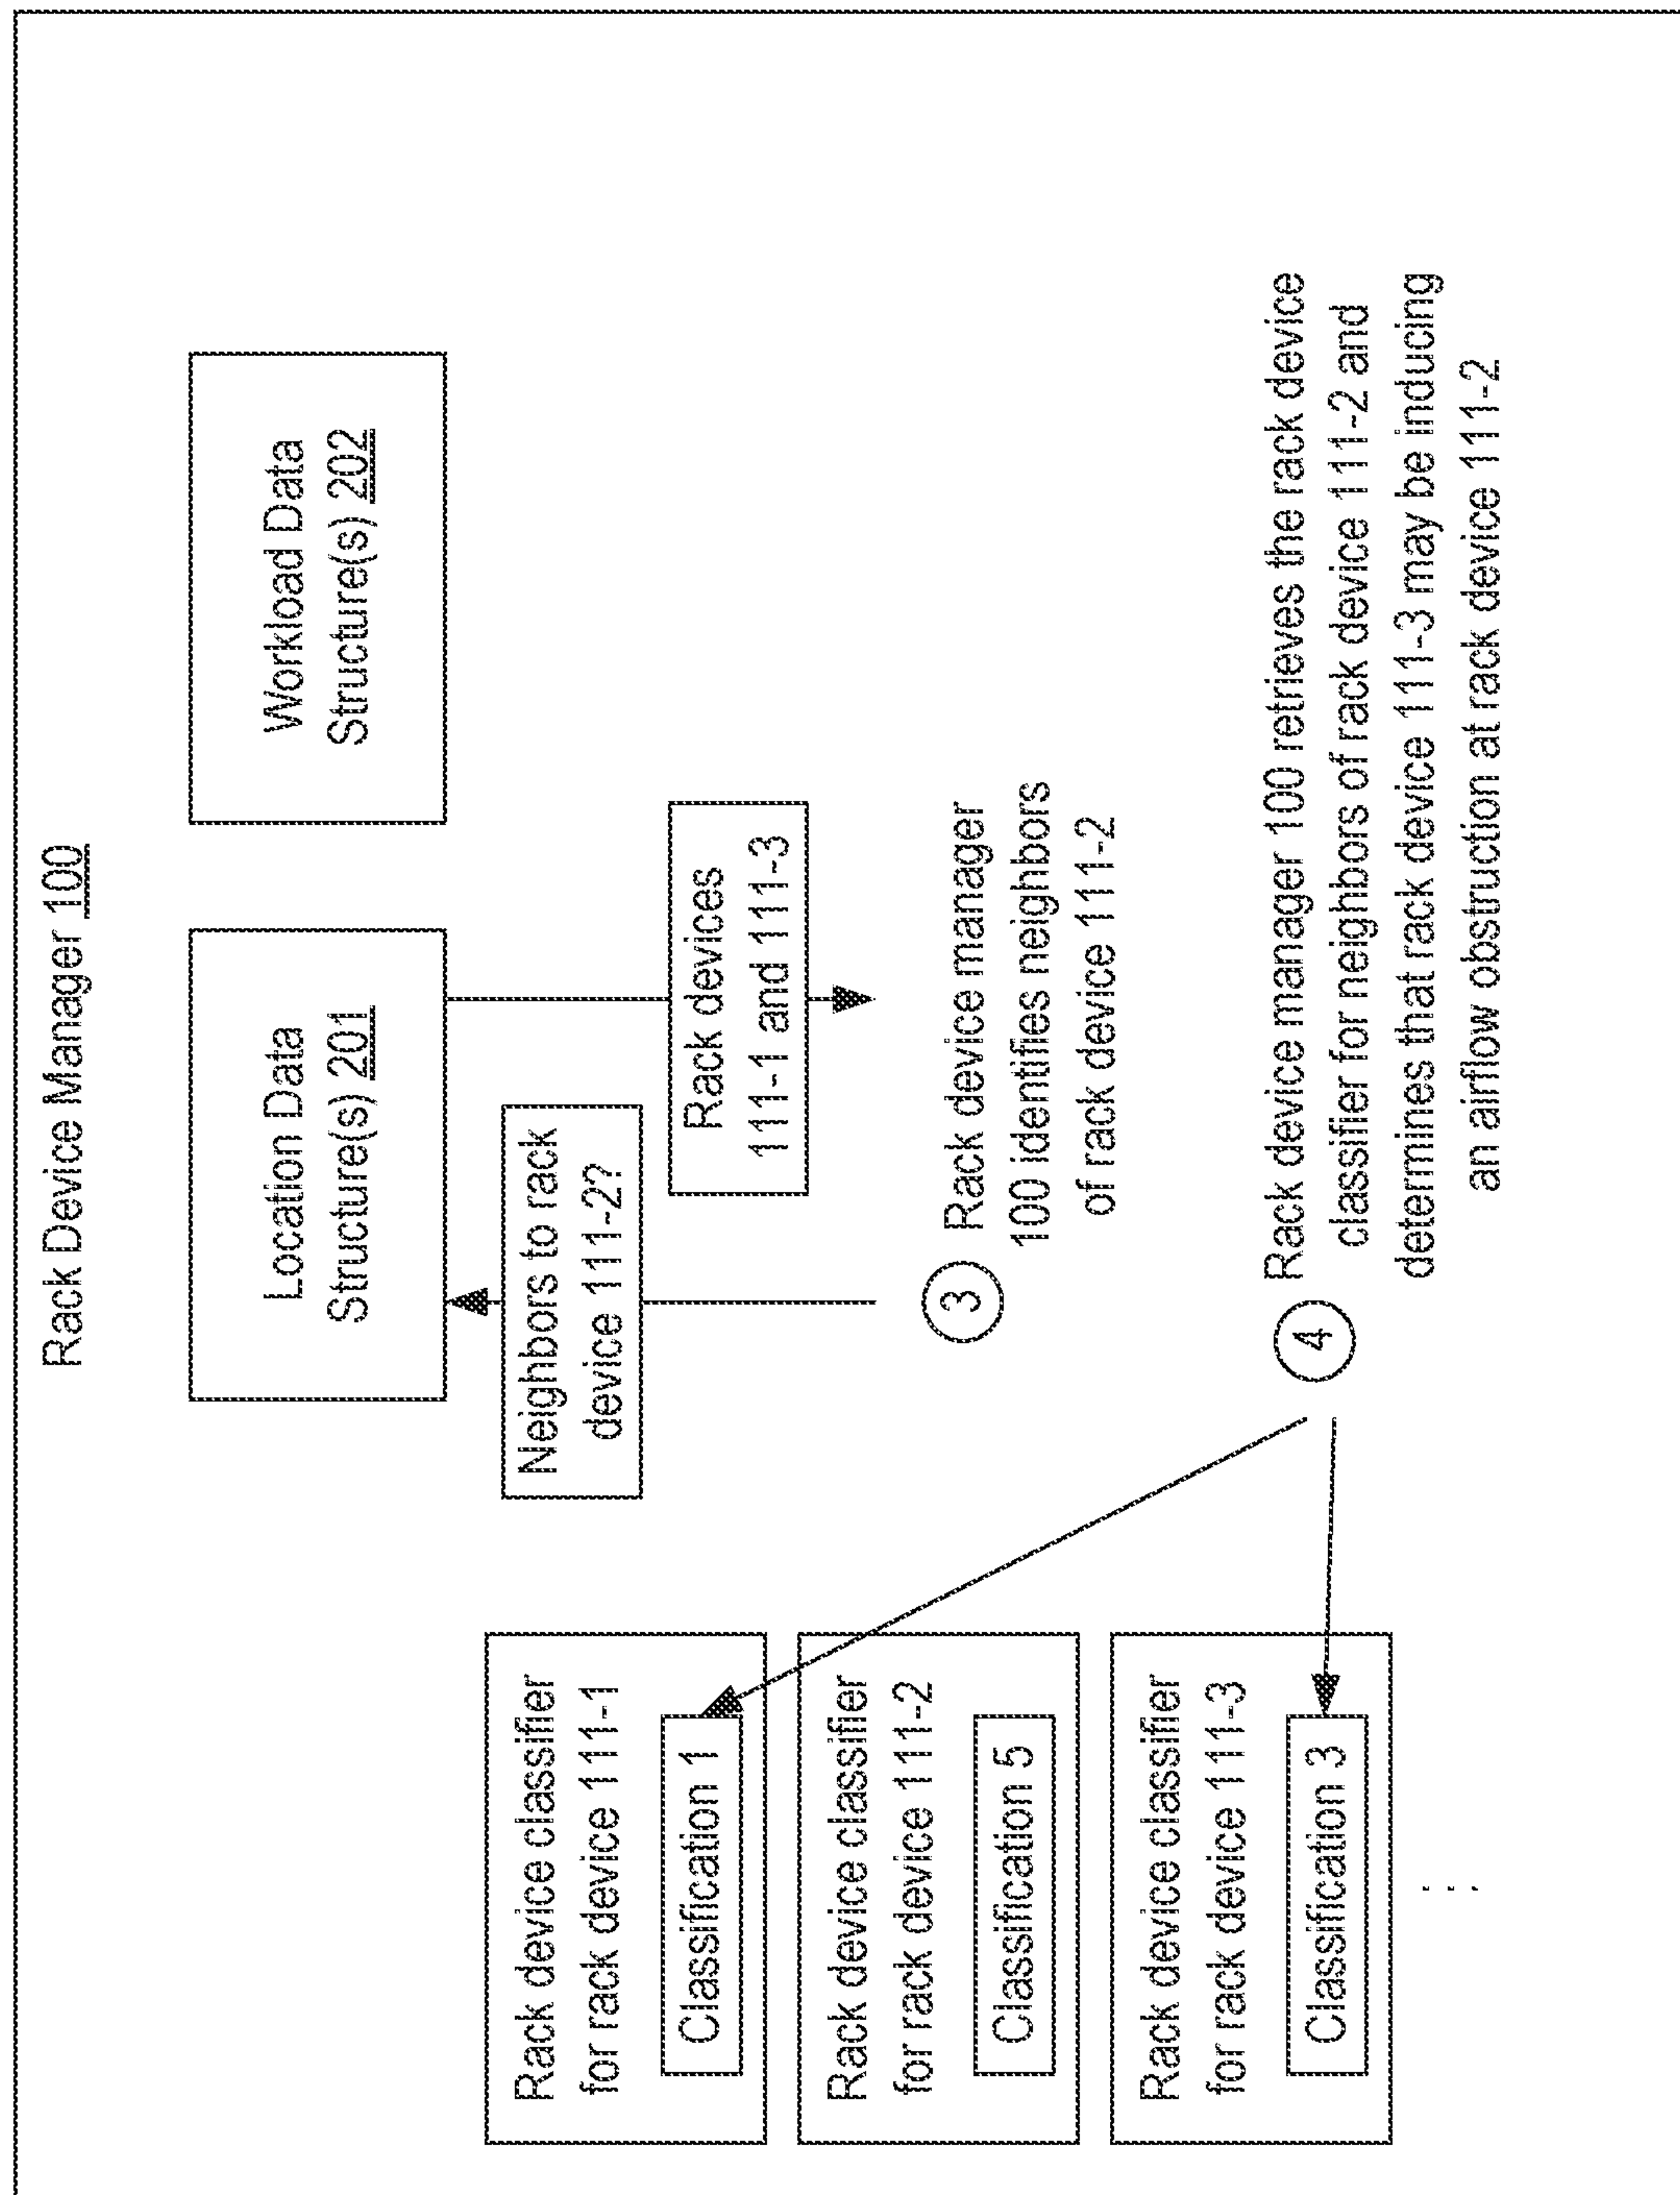 Rack Device Manager 100
Location Data
Structure(s) 201
Workload Data
Structure(s) 202
Rack device classifier
for rack device 111-1
Classification 1
Rack device classifier
for rack device 111-2
Classification 5
Rack device classifier
for rack device 111-3
Classification 3
Neighbors to rack
device 111-2?
Rack devices
111-1 and 111-3
3
Rack device manager
100 identifies neighbors
of rack device 111-2
4
Rack device manager 100 retrieves the rack device
classifier for neighbors of rack device 111-2 and
determines that rack device 111-3 may be inducing
an airflow obstruction at rack device 111-2